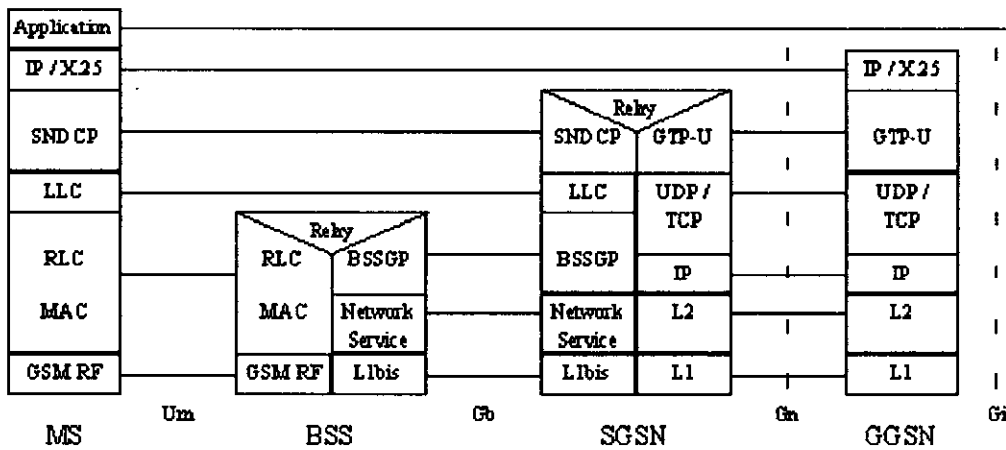 Application
IP / X.25
IP / X.25
Relay
SNDCP
SNDCP
GTP-U
GTP-U
LLC
LLC
UDP /
TCP
UDP /
TCP
Relay
RLC
RLC
BSSGP
BSSGP
IP
IP
MAC
MAC
Network
Service
Network
Service
L2
L2
GSM RF
GSM RF
L1bis
L1bis
L1
L1
Um
Gb
Gn
Gi
MS
BSS
SGSN
GGSN